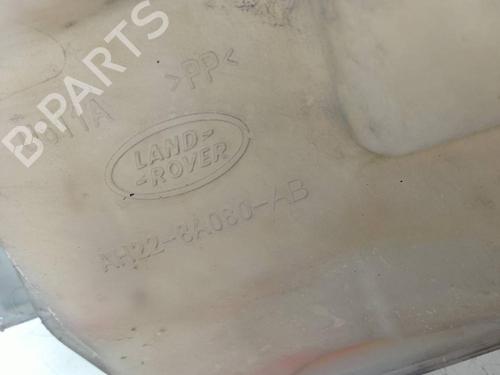 B-PARTS
>PP<
LAND-
-ROVER
AH22-8A080-AB